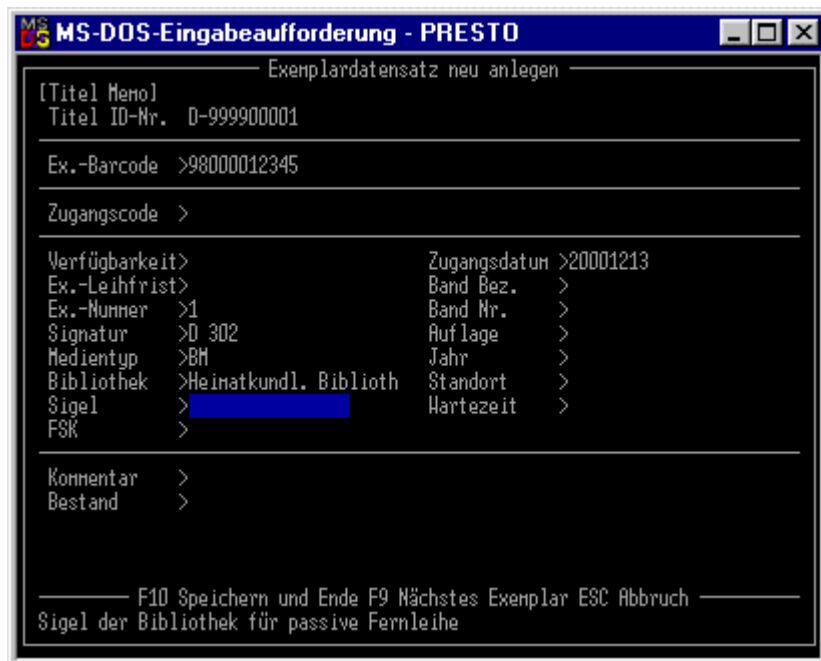 MS-DOS-Eingabeaufforderung - PRESTO
Exemplardatensatz neu anlegen
[Titel Memo]
Titel ID-Nr. D-999900001
Ex.-Barcode >98000012345
Zugangscode >
Verfügbarkeit> Zugangsdatum >20001213
Ex.-Leihfrist> Band Bez. >
Ex.-Nummer >1 Band Nr. >
Signatur >D 302 Auflage >
Medientyp >BM Jahr >
Bibliothek >Heimatkundl. Biblioth Standort >
Sigel > Wartezeit >
FSK >
Kommentar >
Bestand >
F10 Speichern und Ende F9 Nächstes Exemplar ESC Abbruch
Sigel der Bibliothek für passive Fernleihe